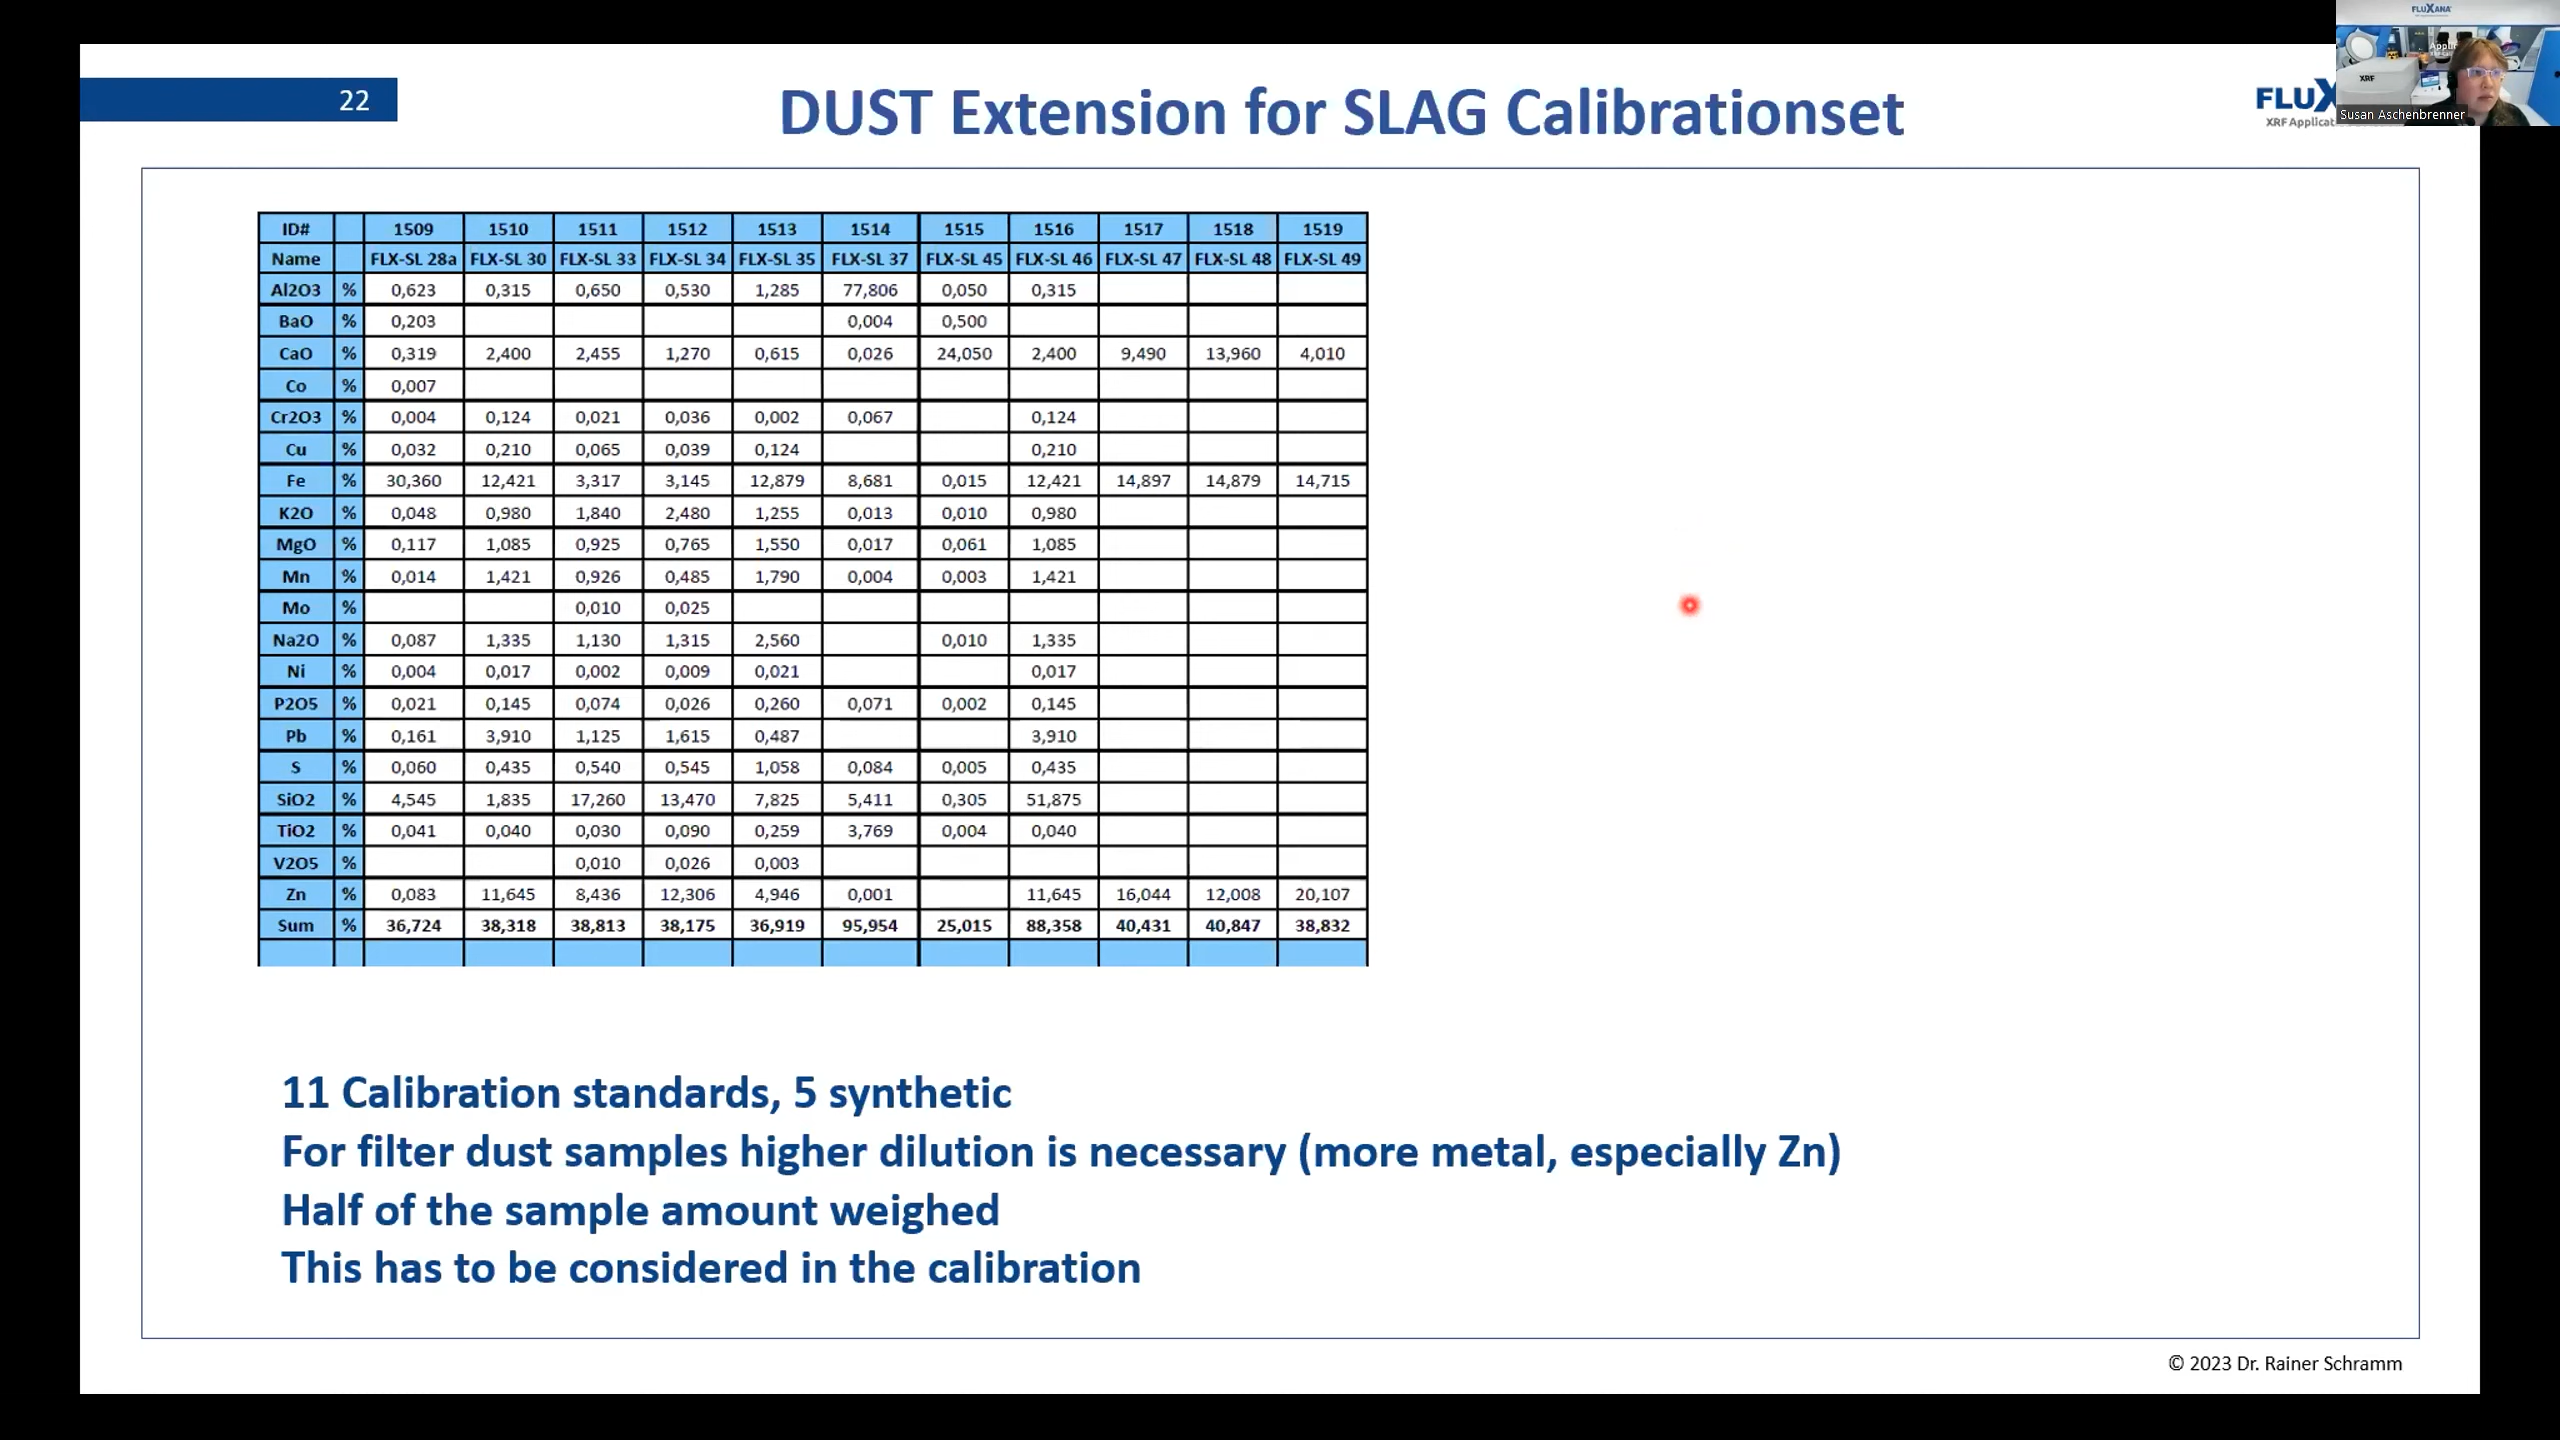 FLUXANA
22
DUST Extension for SLAG Calibrationset
FLUX
XRF Applicat
XRF
Susan Aschenbrenner
ID# 1509 1510 1511 1512 1513 1514 1515 1516 1517 1518 1519
Name FLX-SL 28a FLX-SL 30 FLX-SL 33 FLX-SL 34 FLX-SL 35 FLX-SL 37 FLX-SL 45 FLX-SL 46 FLX-SL 47 FLX-SL 48 FLX-SL 49
Al2O3 % 0,623 0,315 0,650 0,530 1,285 77,806 0,050 0,315
BaO % 0,203 0,004 0,500
CaO % 0,319 2,400 2,455 1,270 0,615 0,026 24,050 2,400 9,490 13,960 4,010
Co % 0,007
Cr2O3 % 0,004 0,124 0,021 0,036 0,002 0,067 0,124
Cu % 0,032 0,210 0,065 0,039 0,124 0,210
Fe % 30,360 12,421 3,317 3,145 12,879 8,681 0,015 12,421 14,897 14,879 14,715
K2O % 0,048 0,980 1,840 2,480 1,255 0,013 0,010 0,980
MgO % 0,117 1,085 0,925 0,765 1,550 0,017 0,061 1,085
Mn % 0,014 1,421 0,926 0,485 1,790 0,004 0,003 1,421
Mo % 0,010 0,025
Na2O % 0,087 1,335 1,130 1,315 2,560 0,010 1,335
Ni % 0,004 0,017 0,002 0,009 0,021 0,017
P2O5 % 0,021 0,145 0,074 0,026 0,260 0,071 0,002 0,145
Pb % 0,161 3,910 1,125 1,615 0,487 3,910
S % 0,060 0,435 0,540 0,545 1,058 0,084 0,005 0,435
SiO2 % 4,545 1,835 17,260 13,470 7,825 5,411 0,305 51,875
TiO2 % 0,041 0,040 0,030 0,090 0,259 3,769 0,004 0,040
V2O5 % 0,010 0,026 0,003
Zn % 0,083 11,645 8,436 12,306 4,946 0,001 11,645 16,044 12,008 20,107
Sum % 36,724 38,318 38,813 38,175 36,919 95,954 25,015 88,358 40,431 40,847 38,832
11 Calibration standards, 5 synthetic
For filter dust samples higher dilution is necessary (more metal, especially Zn)
Half of the sample amount weighed
This has to be considered in the calibration
© 2023 Dr. Rainer Schramm